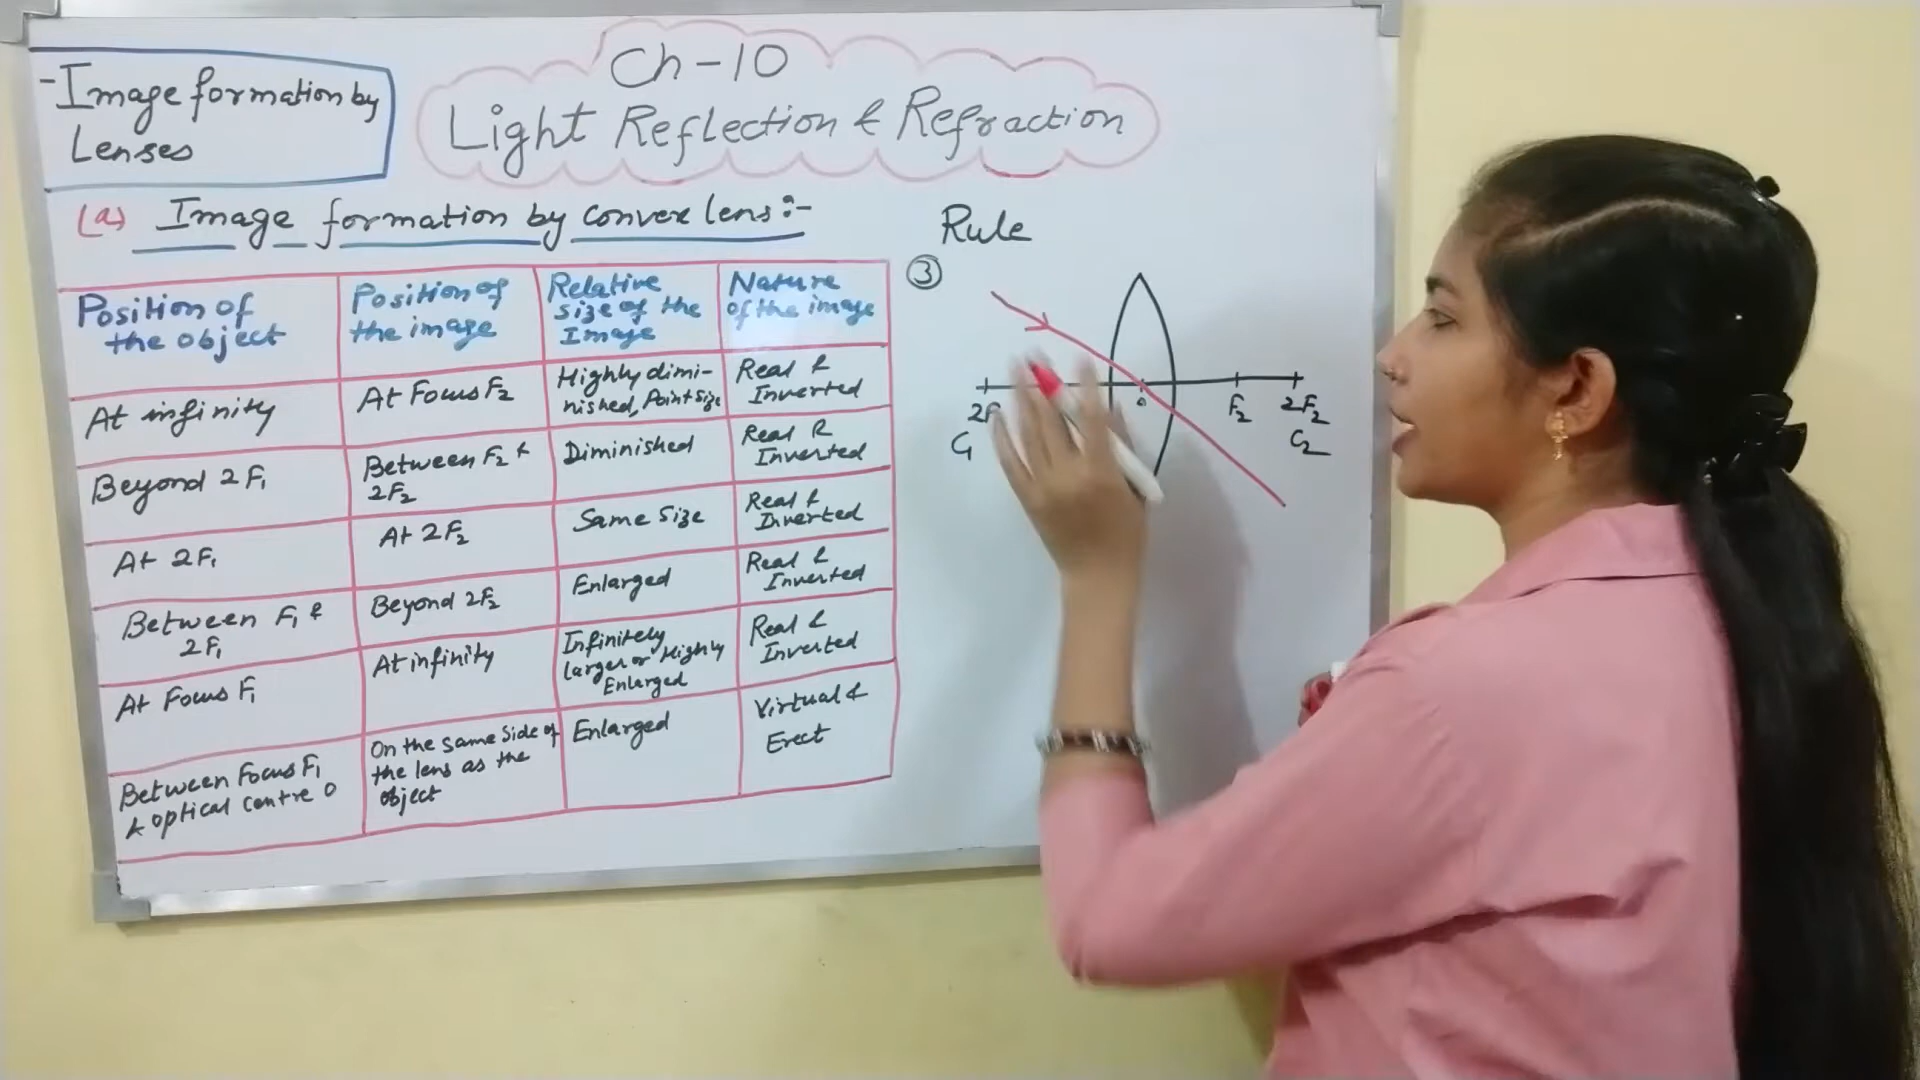 -Image formation by
Lenses
Ch-10
Light Reflection & Refraction
(a) Image formation by convex lens:-
Position of
the object
Position of
the image
Relative
size of the
Image
Nature
of the image
At infinity
At Focus F2
Highly dimi-
nished, Point Size
Real &
Inverted
Beyond 2F1
Between F2 &
2F2
Diminished
Real &
Inverted
At 2F1
At 2F2
Same Size
Real &
Inverted
Between F1 &
2F1
Beyond 2F2
Enlarged
Real &
Inverted
At Focus F1
At infinity
Infinitely
larger or Highly
Enlarged
Real &
Inverted
Between Focus F1
& optical centre O
On the same side of
the lens as the
object
Enlarged
Virtual &
Erect
Rule
3
2F
C1
O
F2
2F2
C2